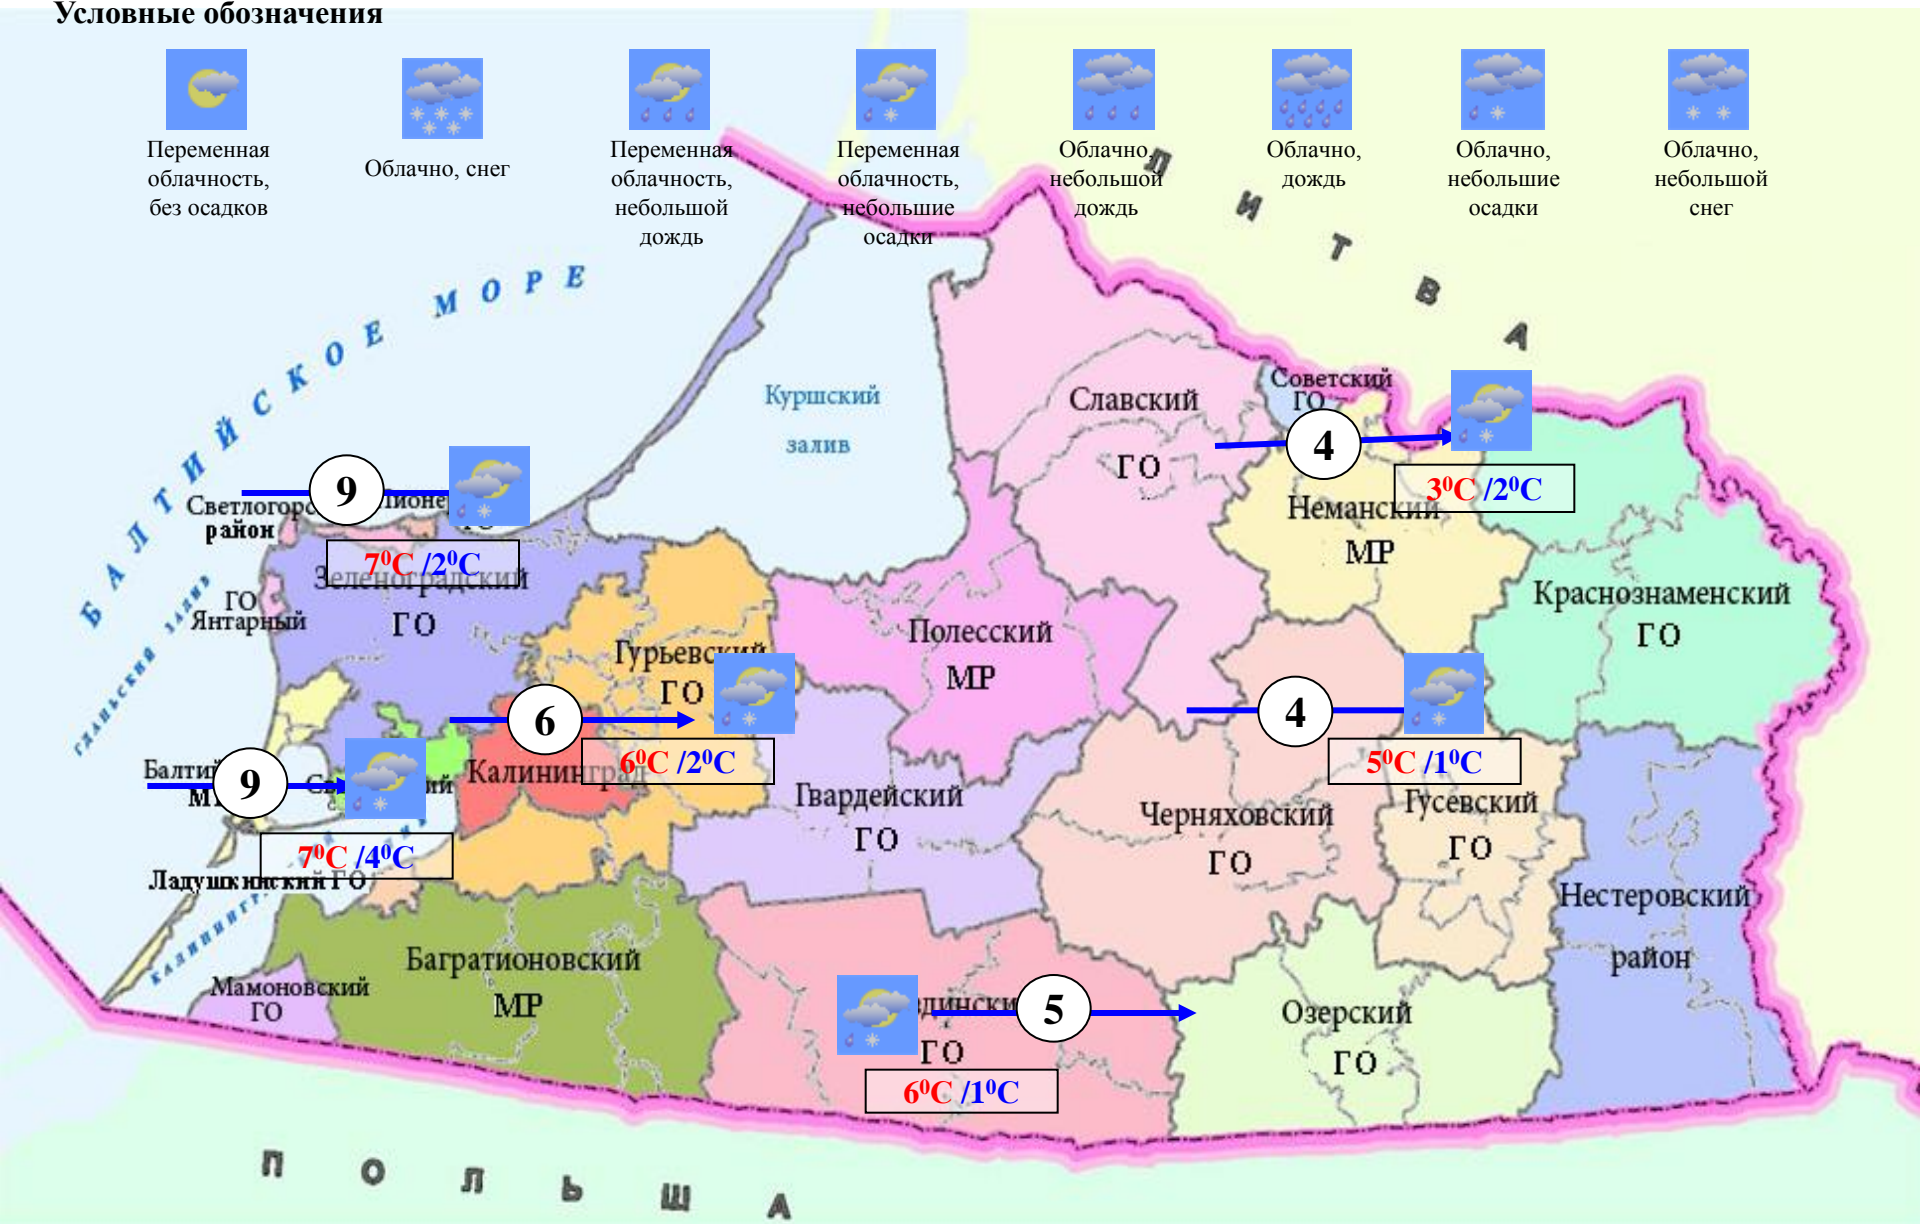 Условные обозначения
Переменная
облачность,
без осадков
Облачно, снег
Переменная
облачность,
небольшой
дождь
Переменная
облачность,
небольшие
осадки
Облачно,
небольшой
дождь
Облачно,
дождь
Облачно,
небольшие
осадки
Облачно,
небольшой
снег
ЛИТВА
БАЛТИЙСКОЕ МОРЕ
Куршский
залив
Славский
ГО
Советский
ГО
4
3⁰С /2⁰С
Неманский
МР
9
район
7⁰С /2⁰С
Зеленоградский
ГО
ГО
Янтарный
ГДАНЬСКИЙ ЗАЛИВ
Краснознаменский
ГО
Полесский
МР
Гурьевский
ГО
6
6⁰С /2⁰С
Калининград
4
5⁰С /1⁰С
9
7⁰С /4⁰С
Гвардейский
ГО
Черняховский
ГО
Гусевский
ГО
Ладушкинский ГО
Нестеровский
район
Багратионовский
МР
Мамоновский
ГО
5
ГО
6⁰С /1⁰С
Озерский
ГО
ПОЛЬША